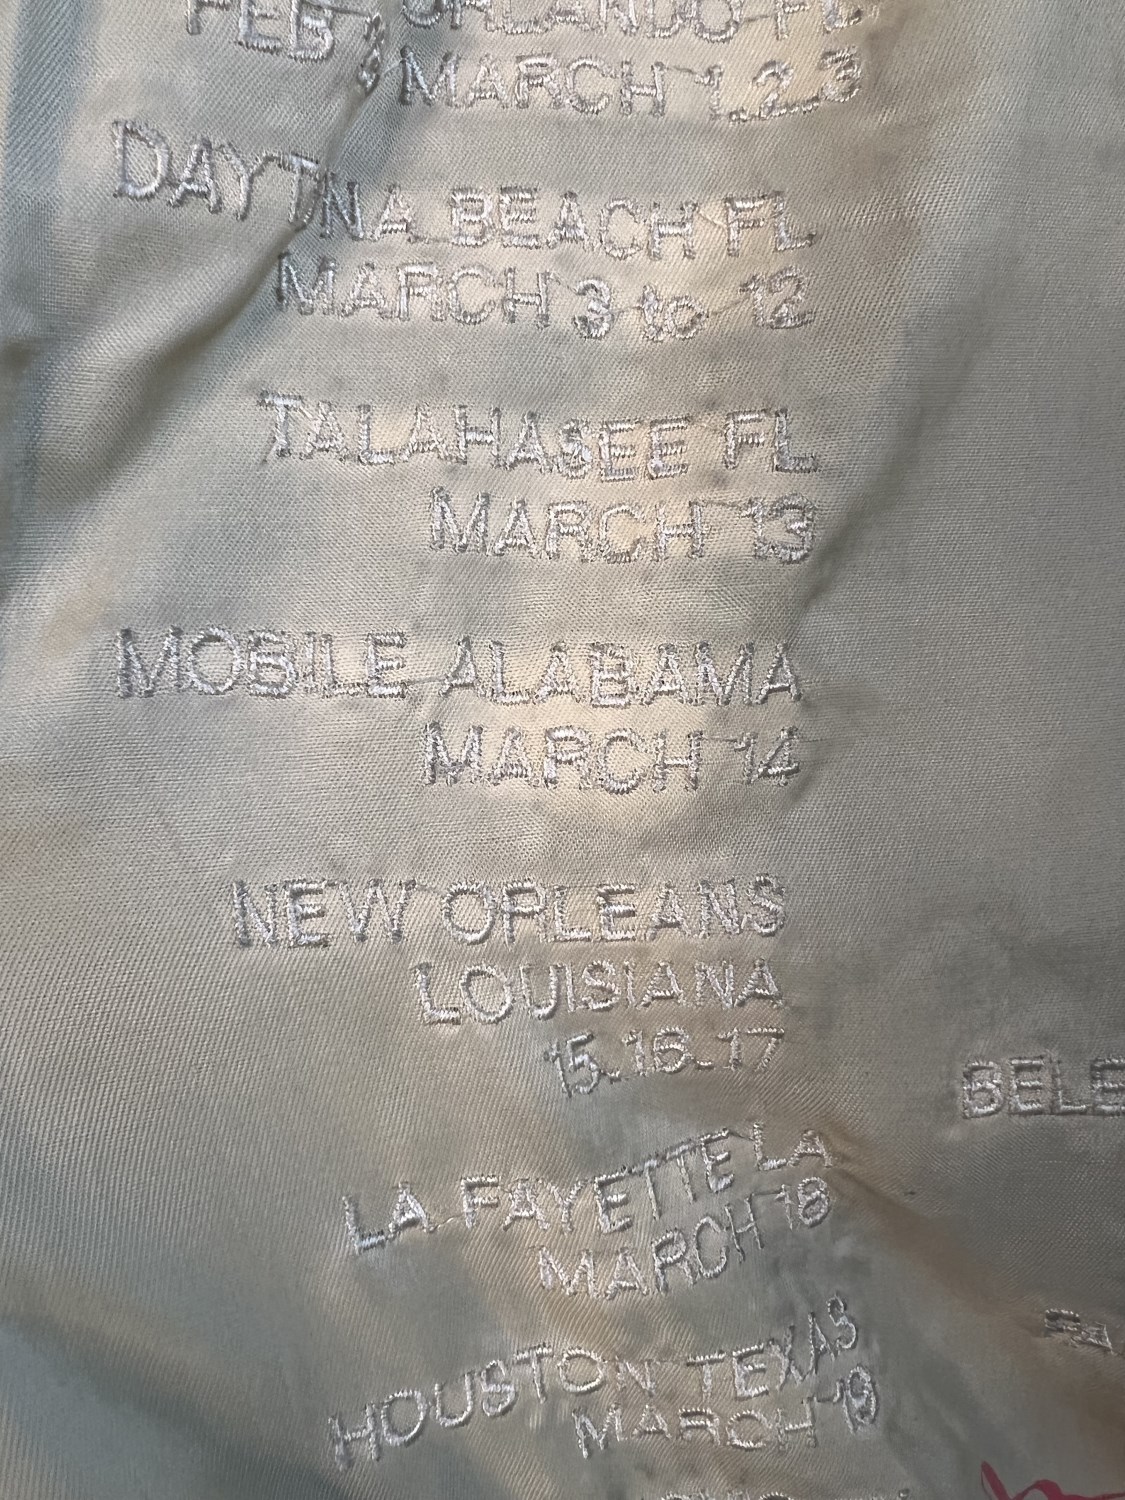 ORLANDO FL
FEB
MARCH 1.2.3
DAYTNA BEACH FL
MARCH 3 to 12
TALAHASEE FL
MARCH 13
MOBILE ALABAMA
MARCH 14
NEW ORLEANS
LOUISIANA
15.16.17
BELE
LA FAYETTE LA
MARCH 18
HOUSTON TEXAS
MARCH 19